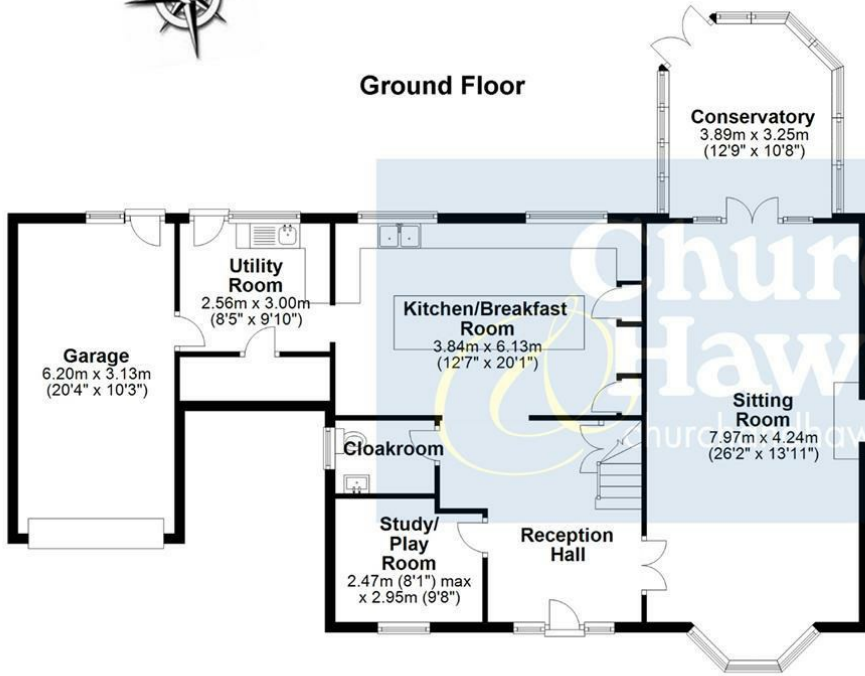 Ground Floor
Conservatory
3.89m x 3.25m
(12'9" x 10'8")
Utility
Room
2.56m x 3.00m
(8'5" x 9'10")
Kitchen/Breakfast
Room
3.84m x 6.13m
(12'7" x 20'1")
Garage
6.20m x 3.13m
(20'4" x 10'3")
Sitting
Room
7.97m x 4.24m
(26'2" x 13'11")
Cloakroom
Study/
Play
Room
2.47m (8'1") max
x 2.95m (9'8")
Reception
Hall
&